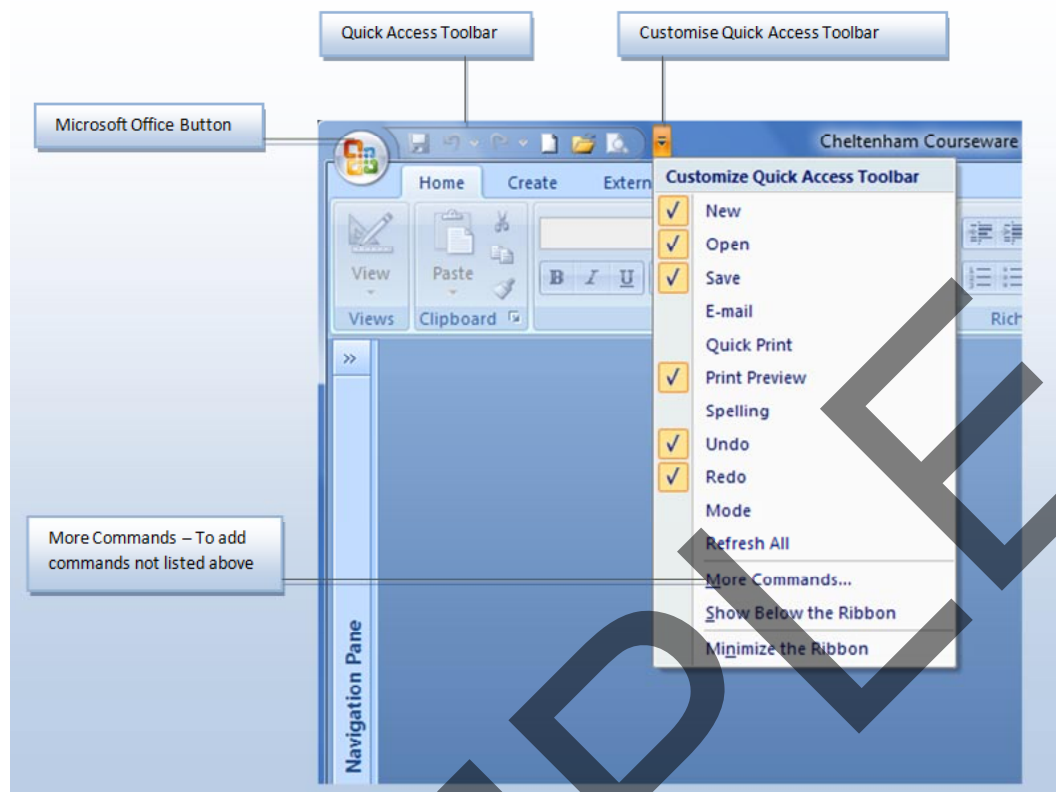 Quick Access Toolbar
Customise Quick Access Toolbar
Microsoft Office Button
Cheltenham Courseware
Home
Create
Extern
Customize Quick Access Toolbar
New
Open
Save
E-mail
Quick Print
Print Preview
Spelling
Undo
Redo
Mode
Refresh All
More Commands...
Show Below the Ribbon
Minimize the Ribbon
View
Paste
B I U
Views
Clipboard
Rich
»
More Commands – To add
commands not listed above
Navigation Pane